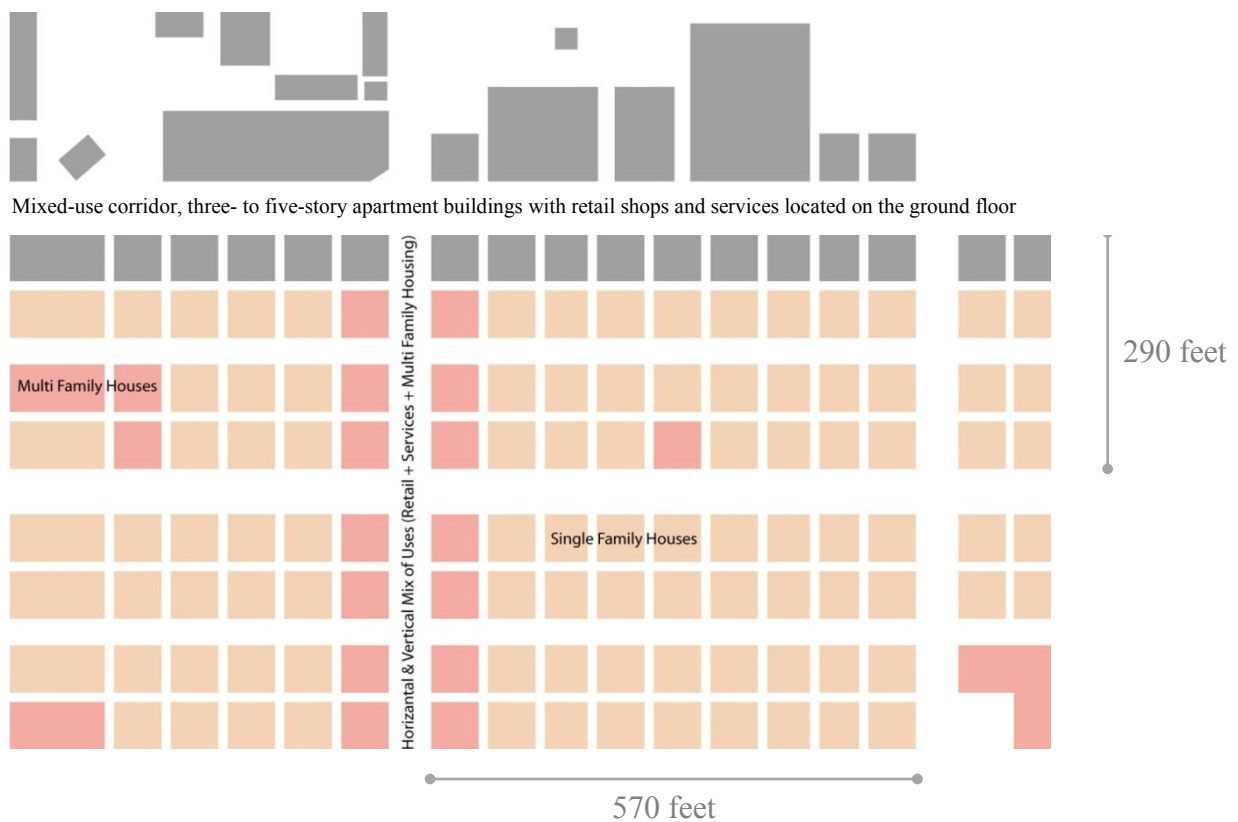 Mixed-use corridor, three- to five-story apartment buildings with retail shops and services located on the ground floor
Horizantal & Vertical Mix of Uses (Retail + Services + Multi Family Housing)
290 feet
Multi Family Houses
Single Family Houses
570 feet